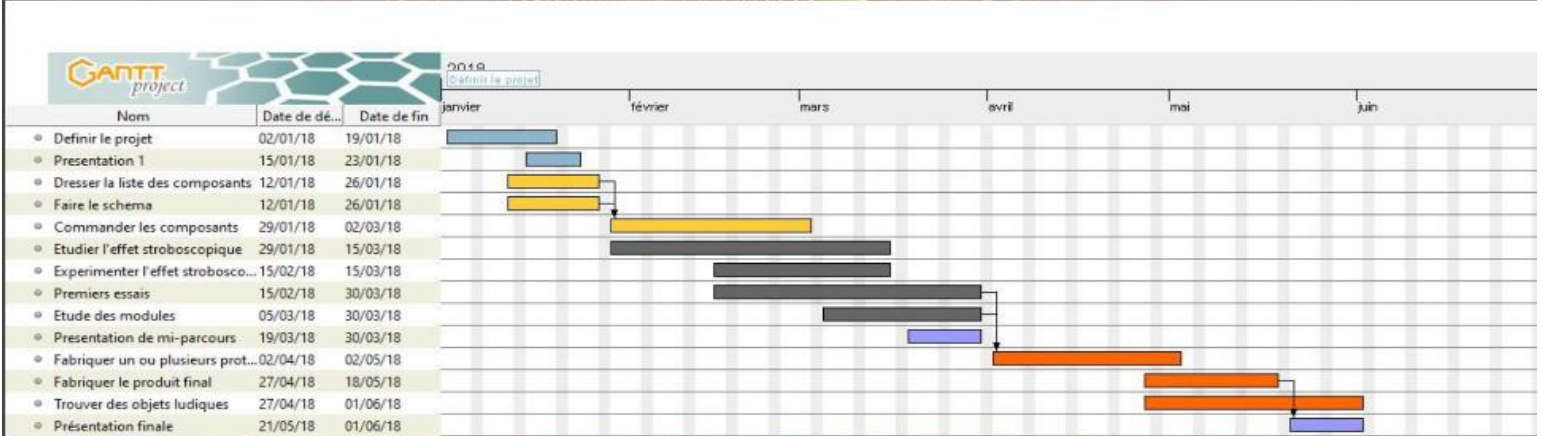 GANTT
project
2018
Définir le projet
janvier février mars avril mai juin
Nom Date de dé... Date de fin
Definir le projet 02/01/18 19/01/18
Presentation 1 15/01/18 23/01/18
Dresser la liste des composants 12/01/18 26/01/18
Faire le schema 12/01/18 26/01/18
Commander les composants 29/01/18 02/03/18
Etudier l'effet stroboscopique 29/01/18 15/03/18
Experimenter l'effet strobosco... 15/02/18 15/03/18
Premiers essais 15/02/18 30/03/18
Etude des modules 05/03/18 30/03/18
Presentation de mi-parcours 19/03/18 30/03/18
Fabriquer un ou plusieurs prot... 02/04/18 02/05/18
Fabriquer le produit final 27/04/18 18/05/18
Trouver des objets ludiques 27/04/18 01/06/18
Présentation finale 21/05/18 01/06/18